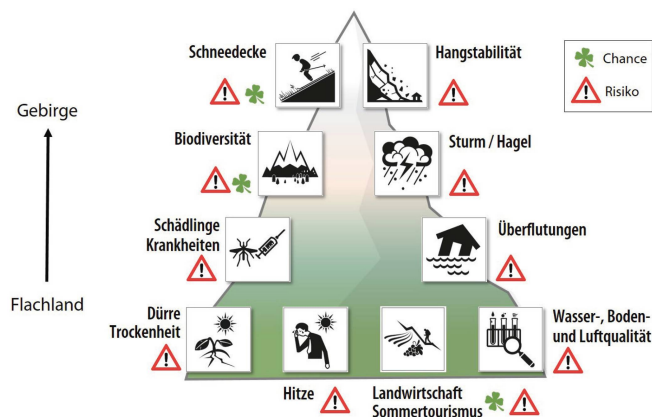 Schneedecke
Hangstabilität
Chance
Risiko
Gebirge
Biodiversität
Sturm / Hagel
Schädlinge
Krankheiten
Überflutungen
Flachland
Dürre
Trockenheit
Wasser-, Boden-
und Luftqualität
Hitze
Landwirtschaft
Sommertourismus